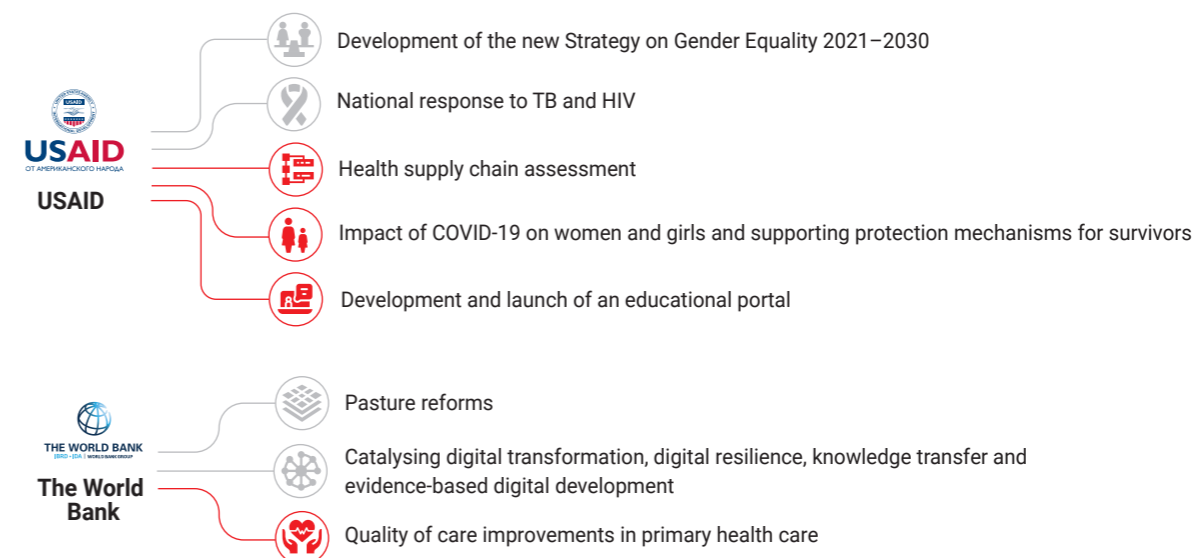 USAID
ОТ АМЕРИКАНСКОГО НАРОДА
USAID
Development of the new Strategy on Gender Equality 2021–2030
National response to TB and HIV
Health supply chain assessment
Impact of COVID-19 on women and girls and supporting protection mechanisms for survivors
Development and launch of an educational portal
THE WORLD BANK
IBRD • IDA | WORLD BANK GROUP
The World
Bank
Pasture reforms
Catalysing digital transformation, digital resilience, knowledge transfer and
evidence-based digital development
Quality of care improvements in primary health care